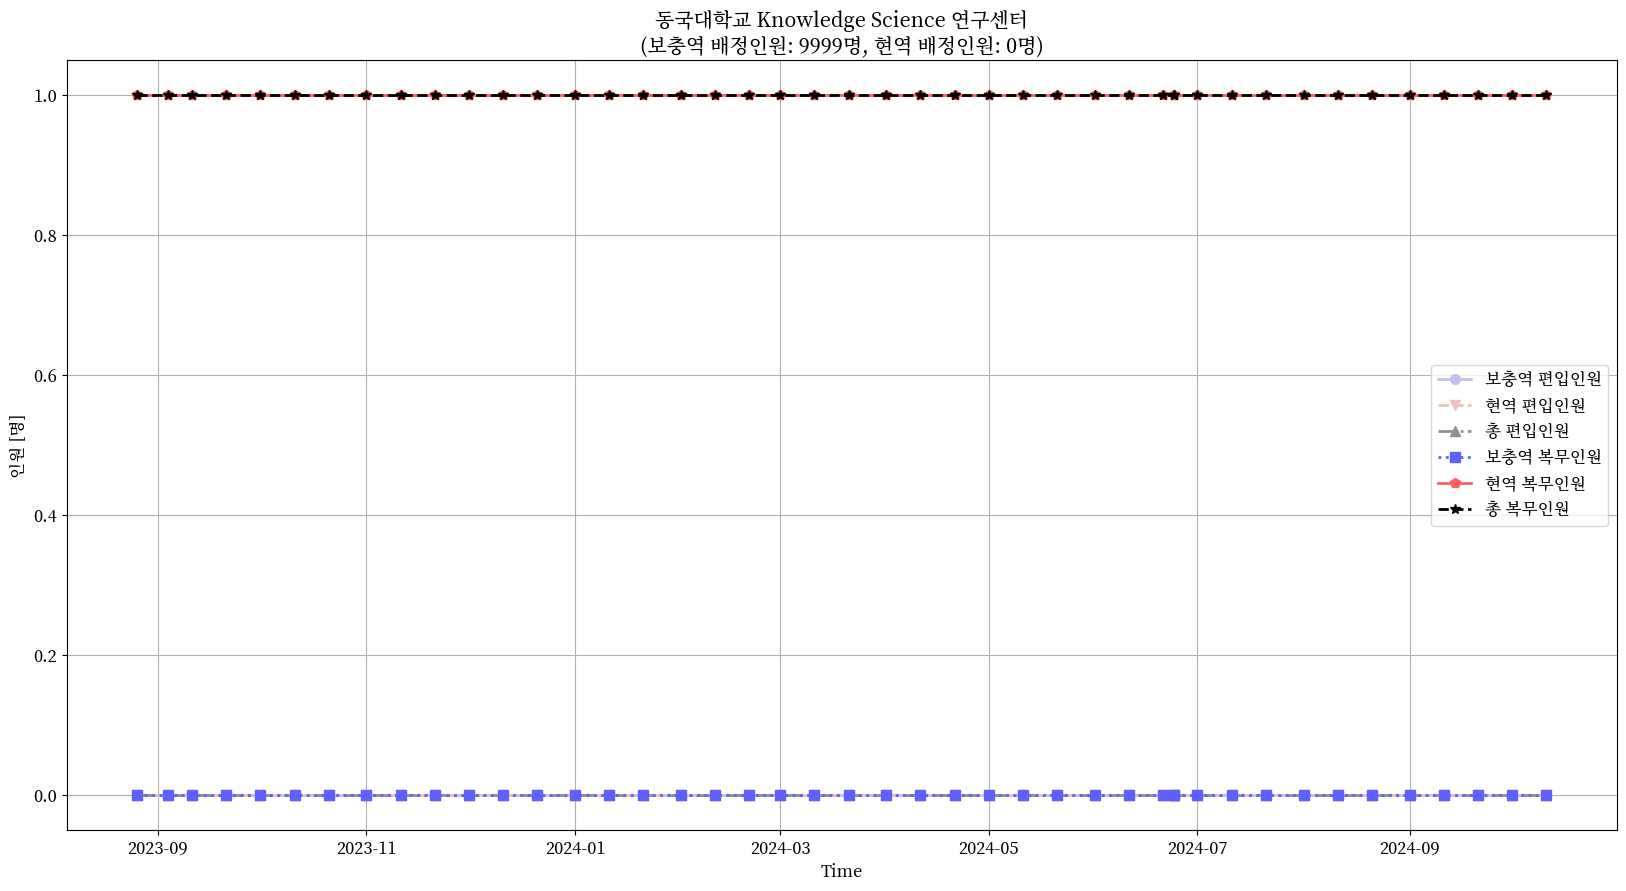 동국대학교 Knowledge Science 연구센터
(보충역 배정인원: 9999명, 현역 배정인원: 0명)
인원 [명]
1.0
0.8
0.6
0.4
0.2
0.0
보충역 편입인원
현역 편입인원
총 편입인원
보충역 복무인원
현역 복무인원
총 복무인원
2023-09 2023-11 2024-01 2024-03 2024-05 2024-07 2024-09
Time